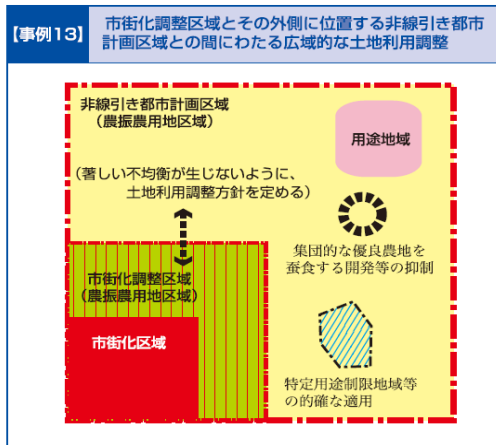 【事例13】
市街化調整区域とその外側に位置する非線引き都市
計画区域との間にわたる広域的な土地利用調整
非線引き都市計画区域
（農振農用地区域）
用途地域
（著しい不均衡が生じないように、
土地利用調整方針を定める）
集団的な優良農地を
蚕食する開発等の抑制
市街化調整区域
（農振農用地区域）
市街化区域
特定用途制限地域等
の的確な適用